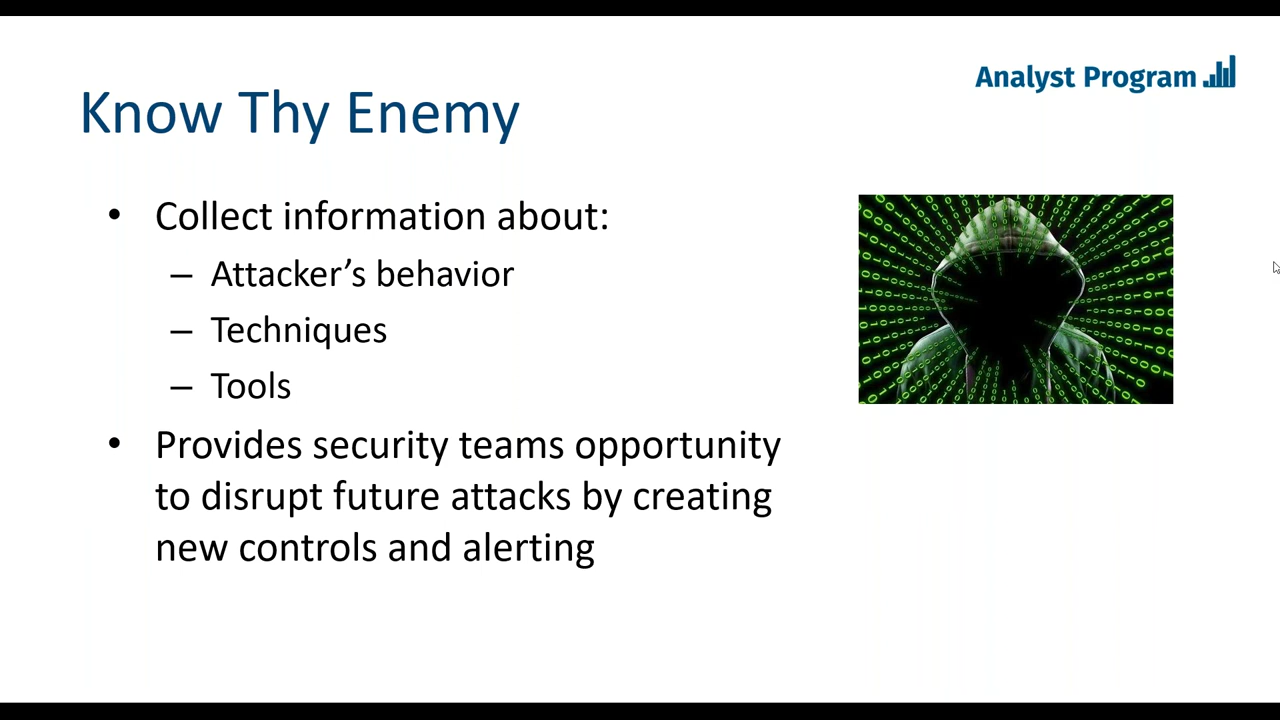 Analyst Program
Know Thy Enemy
• Collect information about:
– Attacker’s behavior
– Techniques
– Tools
• Provides security teams opportunity
to disrupt future attacks by creating
new controls and alerting